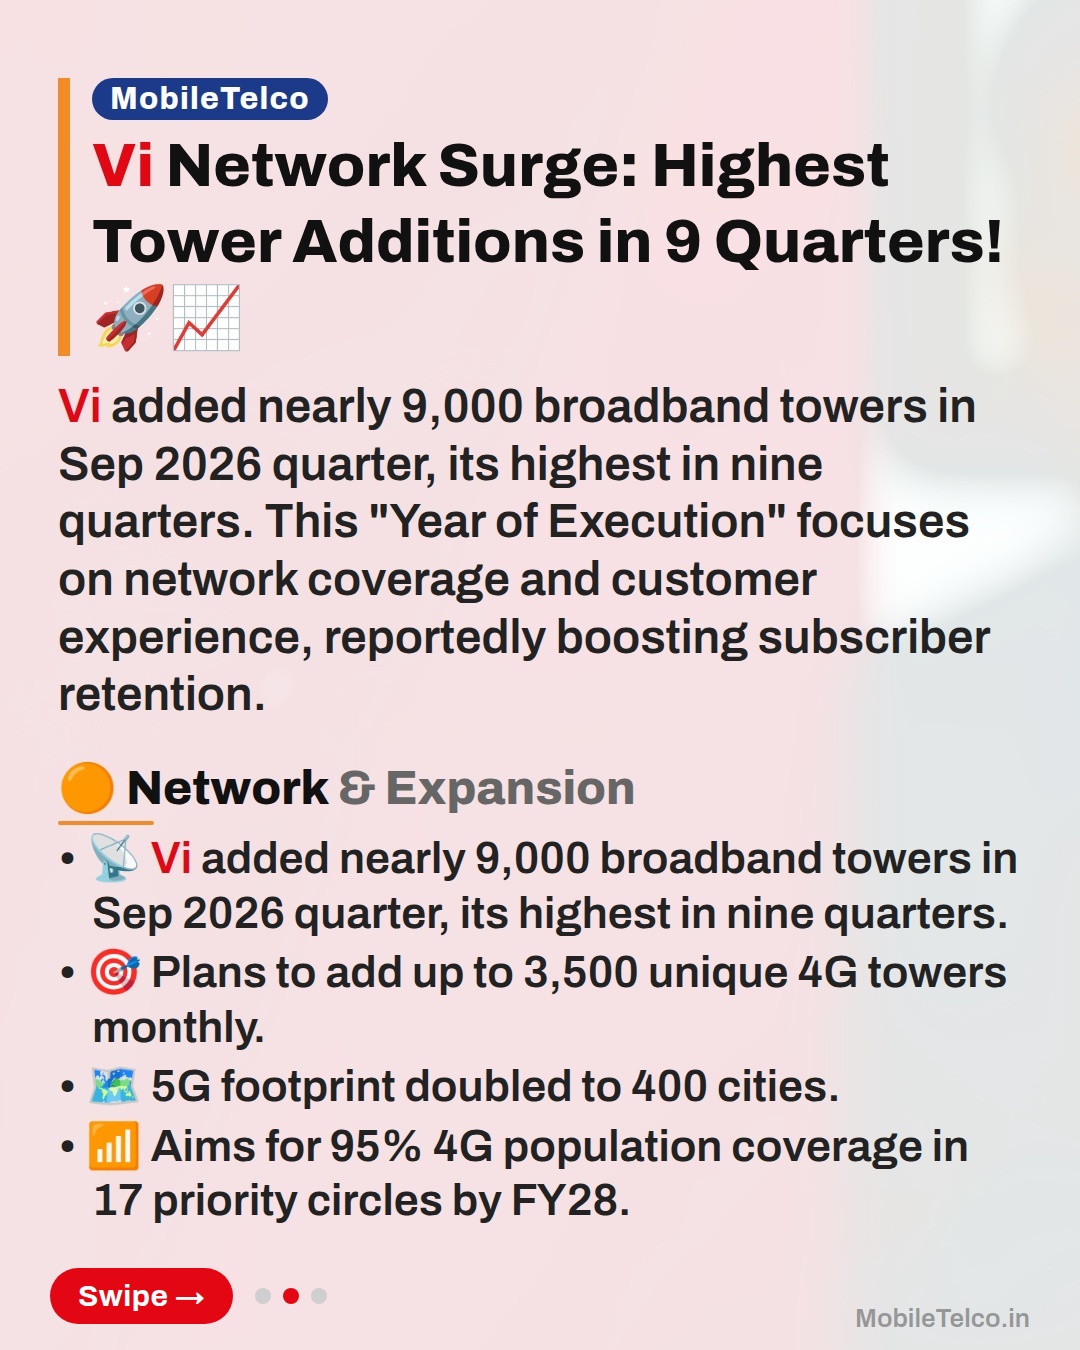 MobileTelco
Vi Network Surge: Highest
Tower Additions in 9 Quarters!
🚀📈
Vi added nearly 9,000 broadband towers in
Sep 2026 quarter, its highest in nine
quarters. This "Year of Execution" focuses
on network coverage and customer
experience, reportedly boosting subscriber
retention.
🟠 Network & Expansion
• 📡 Vi added nearly 9,000 broadband towers in
Sep 2026 quarter, its highest in nine quarters.
• 🎯 Plans to add up to 3,500 unique 4G towers
monthly.
• 🗺️ 5G footprint doubled to 400 cities.
• 📶 Aims for 95% 4G population coverage in
17 priority circles by FY28.
Swipe →
MobileTelco.in